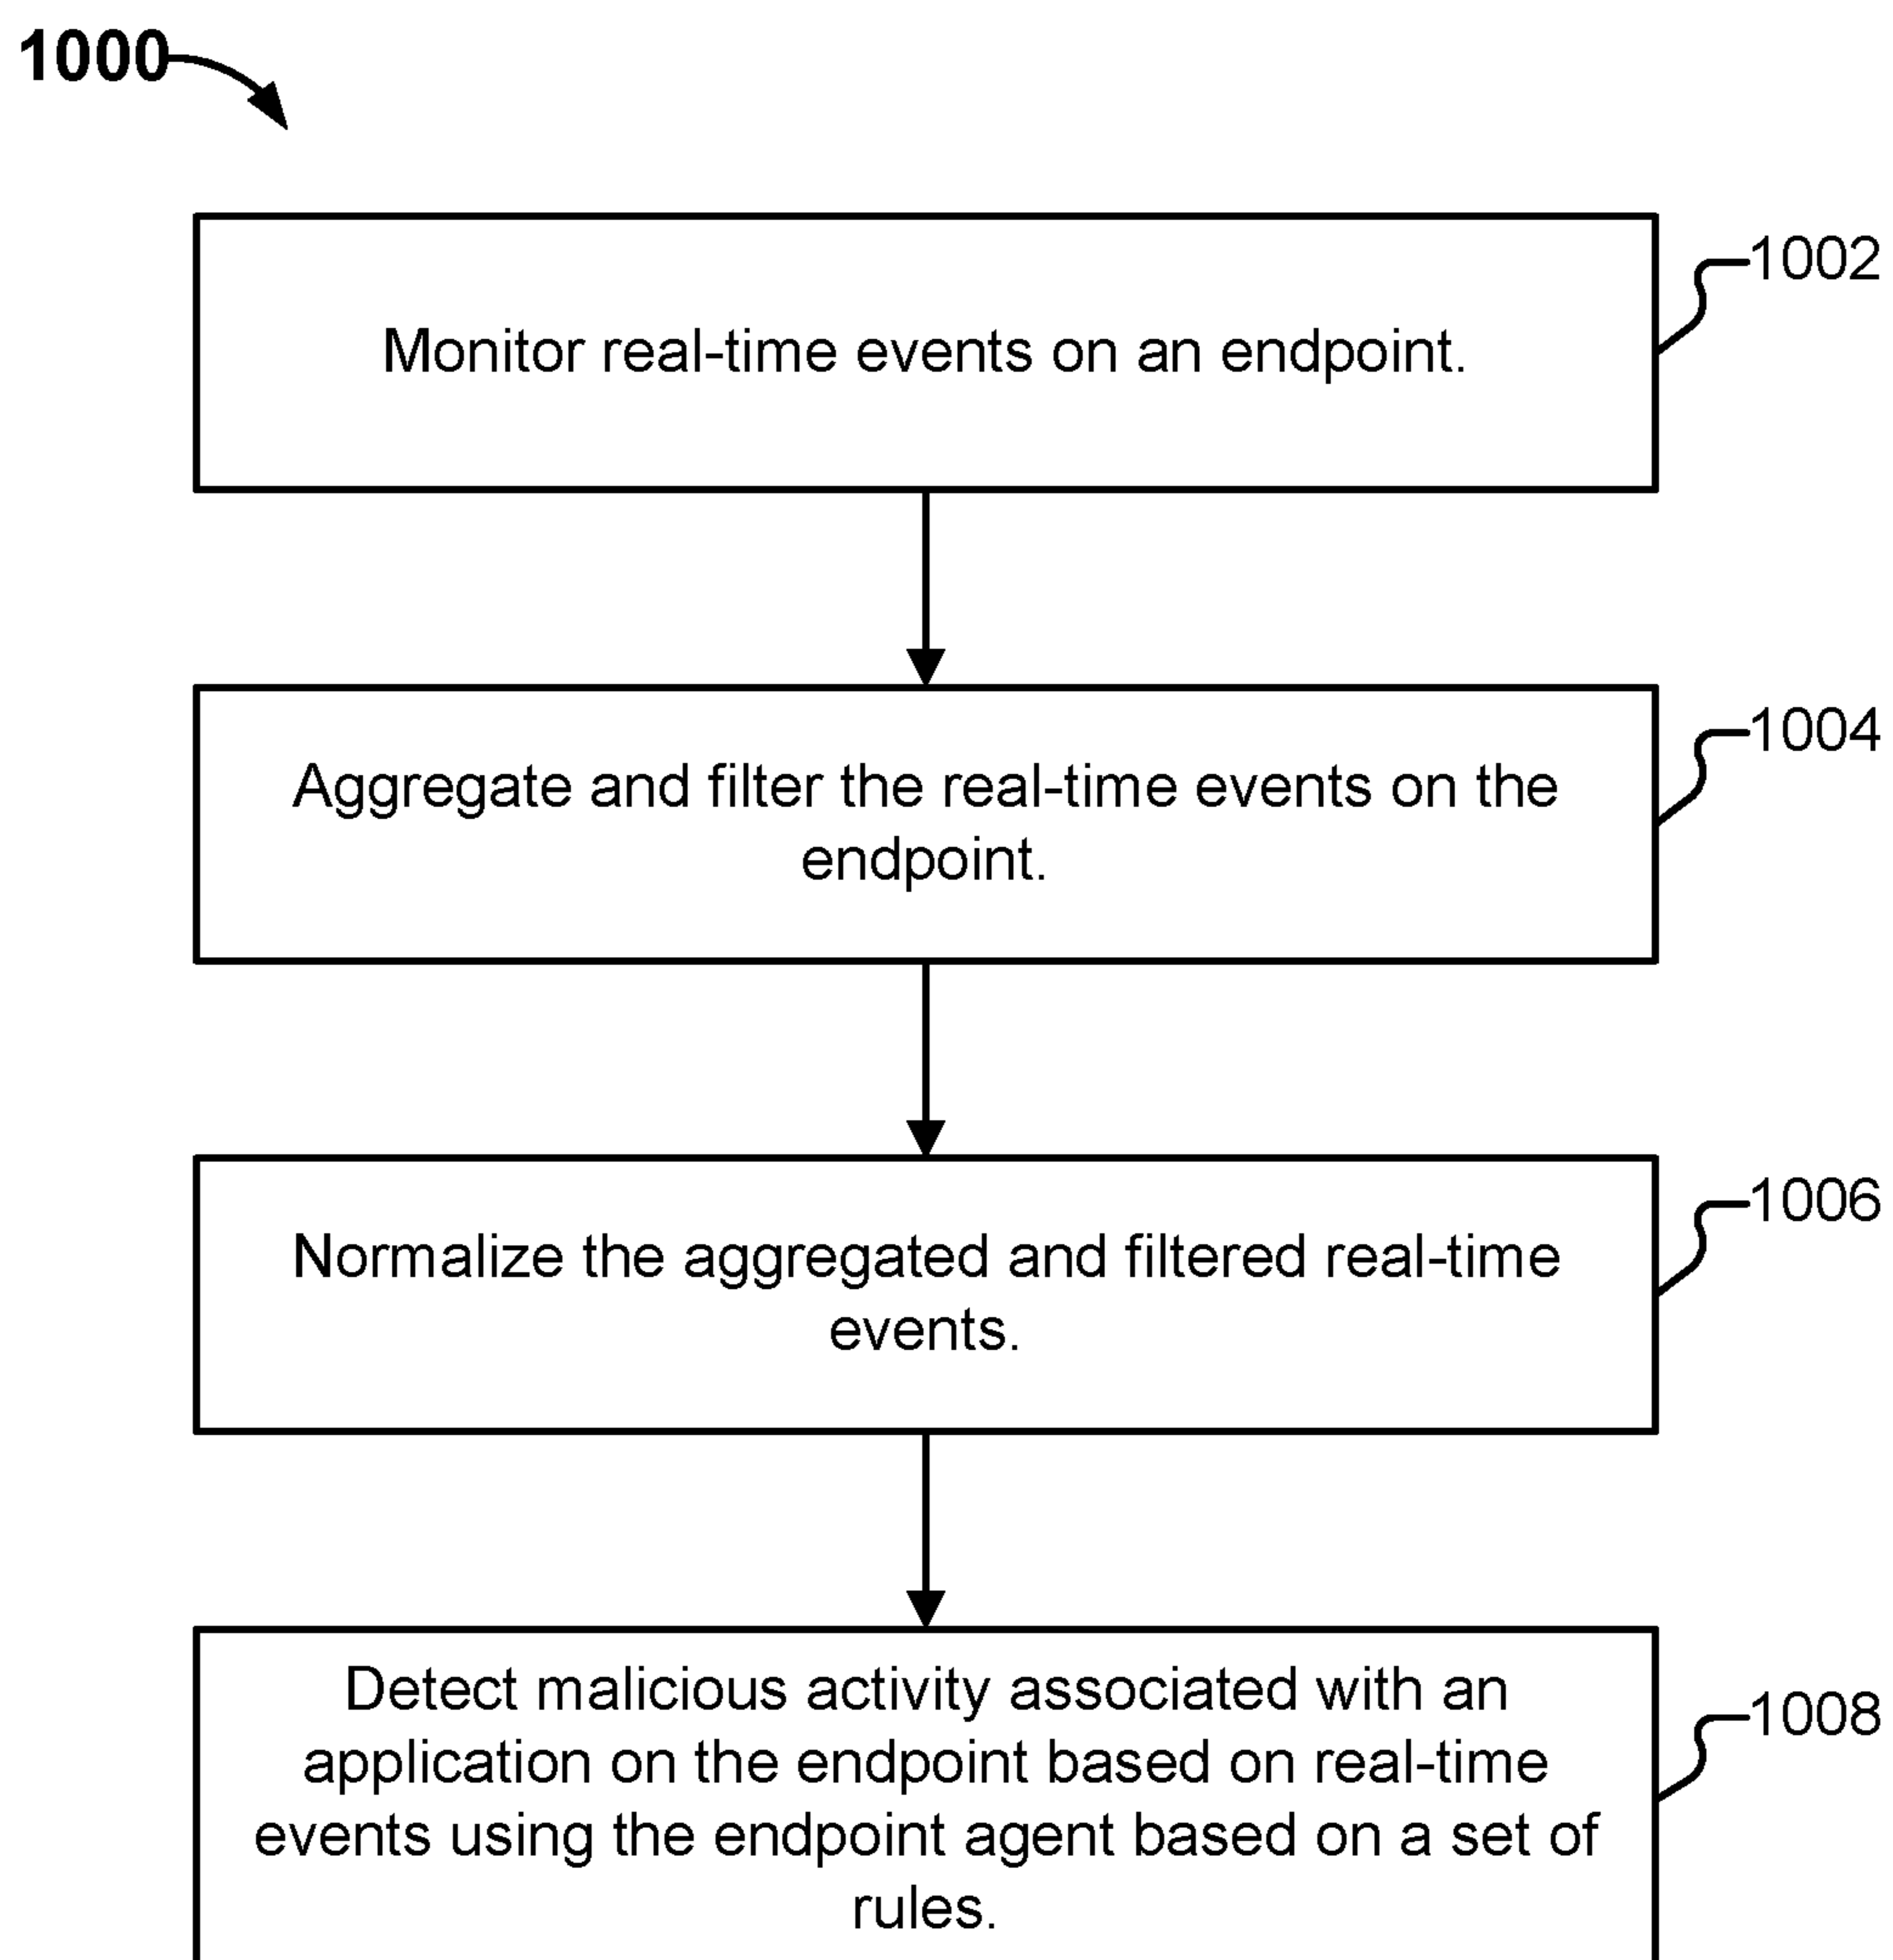 1000
Monitor real-time events on an endpoint.
1002
Aggregate and filter the real-time events on the
endpoint.
1004
Normalize the aggregated and filtered real-time
events.
1006
Detect malicious activity associated with an
application on the endpoint based on real-time
events using the endpoint agent based on a set of
rules.
1008